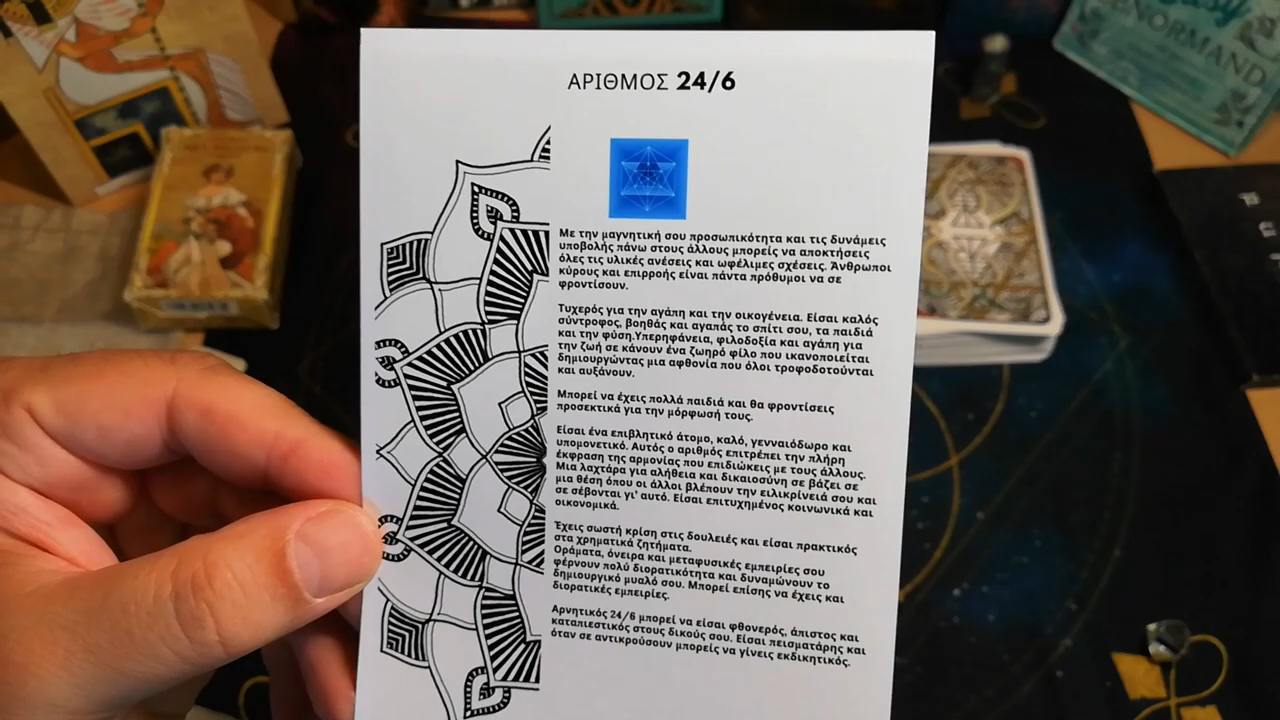 ΑΡΙΘΜΟΣ 24/6
Με την μαγνητική σου προσωπικότητα και τις δυνάμεις
υποβολής πάνω στους άλλους μπορείς να αποκτήσεις
όλες τις υλικές ανέσεις και ωφέλιμες σχέσεις. Άνθρωποι
κύρους και επιρροής είναι πάντα πρόθυμοι να σε
φροντίσουν.
Τυχερός για την αγάπη και την οικογένεια. Είσαι καλός
σύντροφος, βοηθάς και αγαπάς το σπίτι σου, τα παιδιά
και την φύση.Υπερηφάνεια, φιλοδοξία και αγάπη για
την ζωή σε κάνουν ένα ζωηρό φίλο που ικανοποιείται
δημιουργώντας μια αφθονία που όλοι τροφοδοτούνται
και αυξάνουν.
Μπορεί να έχεις πολλά παιδιά και θα φροντίσεις
προσεκτικά για την μόρφωσή τους.
Είσαι ένα επιβλητικό άτομο, καλό, γενναιόδωρο και
υπομονετικό. Αυτός ο αριθμός επιτρέπει την πλήρη
έκφραση της αρμονίας που επιδιώκεις με τους άλλους.
Μια λαχτάρα για αλήθεια και δικαιοσύνη σε βάζει σε
μια θέση όπου οι άλλοι βλέπουν την ειλικρίνειά σου και
σε σέβονται γι' αυτό. Είσαι επιτυχημένος κοινωνικά και
οικονομικά.
Έχεις σωστή κρίση στις δουλειές και είσαι πρακτικός
στα χρηματικά ζητήματα.
Οράματα, όνειρα και μεταφυσικές εμπειρίες σου
φέρνουν πολύ διορατικότητα και δυναμώνουν το
δημιουργικό μυαλό σου. Μπορεί επίσης να έχεις και
διορατικές εμπειρίες.
Αρνητικός 24/6 μπορεί να είσαι φθονερός, άπιστος και
καταπιεστικός στους δικούς σου. Είσαι πεισματάρης και
όταν σε αντικρούσουν μπορείς να γίνεις εκδικητικός.